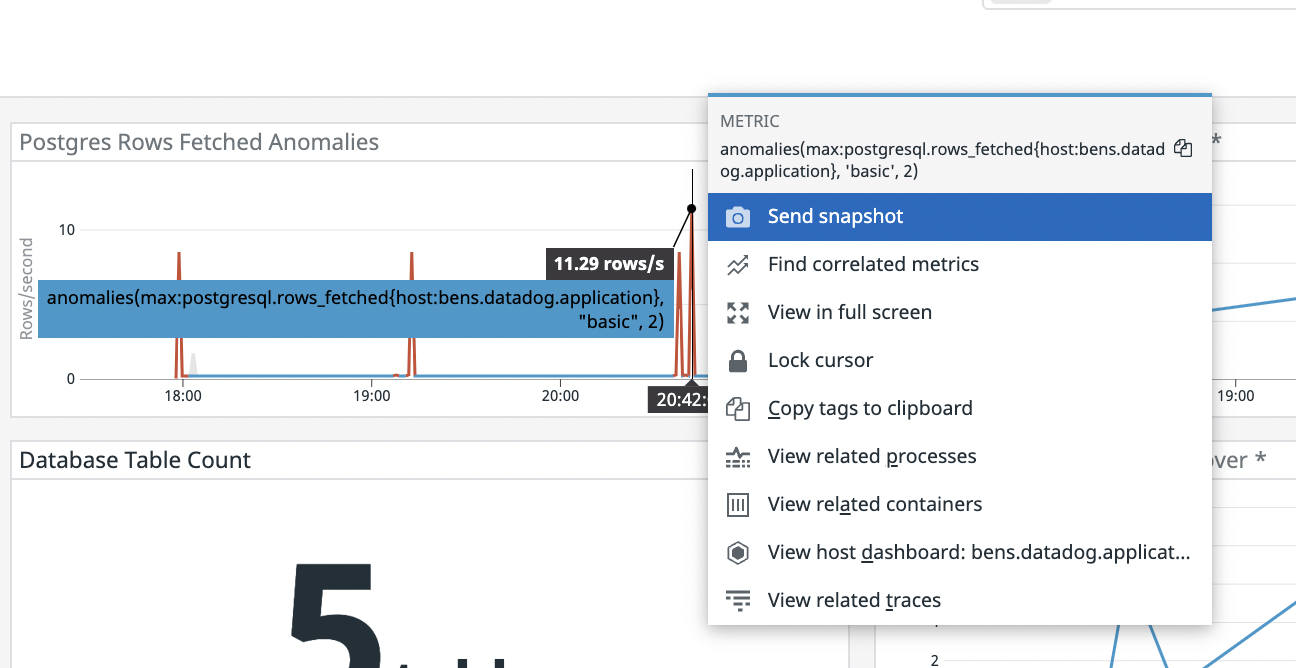 Postgres Rows Fetched Anomalies
Rows/second
10
0
11.29 rows/s
anomalies(max:postgresql.rows_fetched{host:bens.datadog.application},
"basic", 2)
18:00
19:00
20:00
20:42:
METRIC
anomalies(max:postgresql.rows_fetched{host:bens.datad
og.application}, 'basic', 2)
Send snapshot
Find correlated metrics
View in full screen
Lock cursor
Copy tags to clipboard
View related processes
View related containers
View host dashboard: bens.datadog.applicat...
View related traces
*
19:00
Database Table Count
5
over *
2